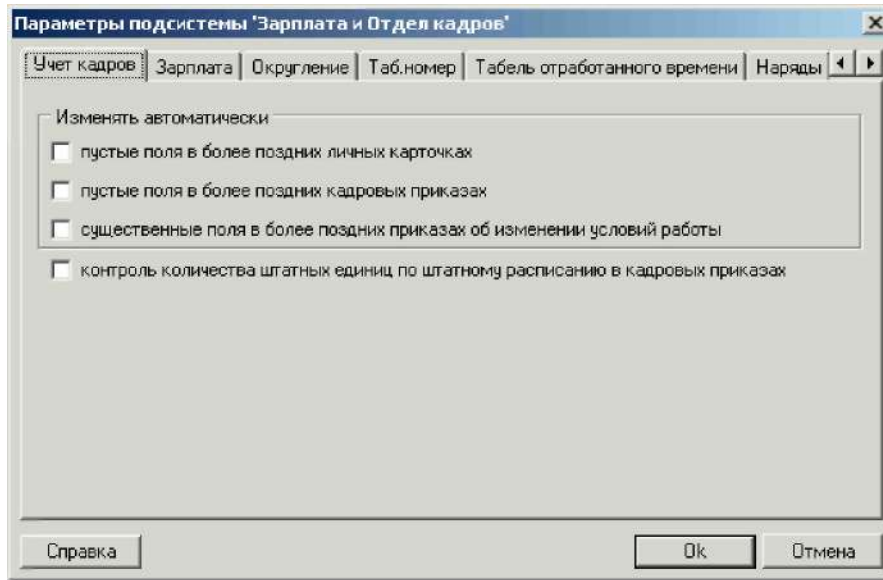 Параметры подсистемы 'Зарплата и Отдел кадров'
Учет кадров Зарплата Округление Таб.номер Табель отработанного времени Наряды
Изменять автоматически
пустые поля в более поздних личных карточках
пустые поля в более поздних кадровых приказах
существенные поля в более поздних приказах об изменении условий работы
контроль количества штатных единиц по штатному расписанию в кадровых приказах
Справка Ok Отмена